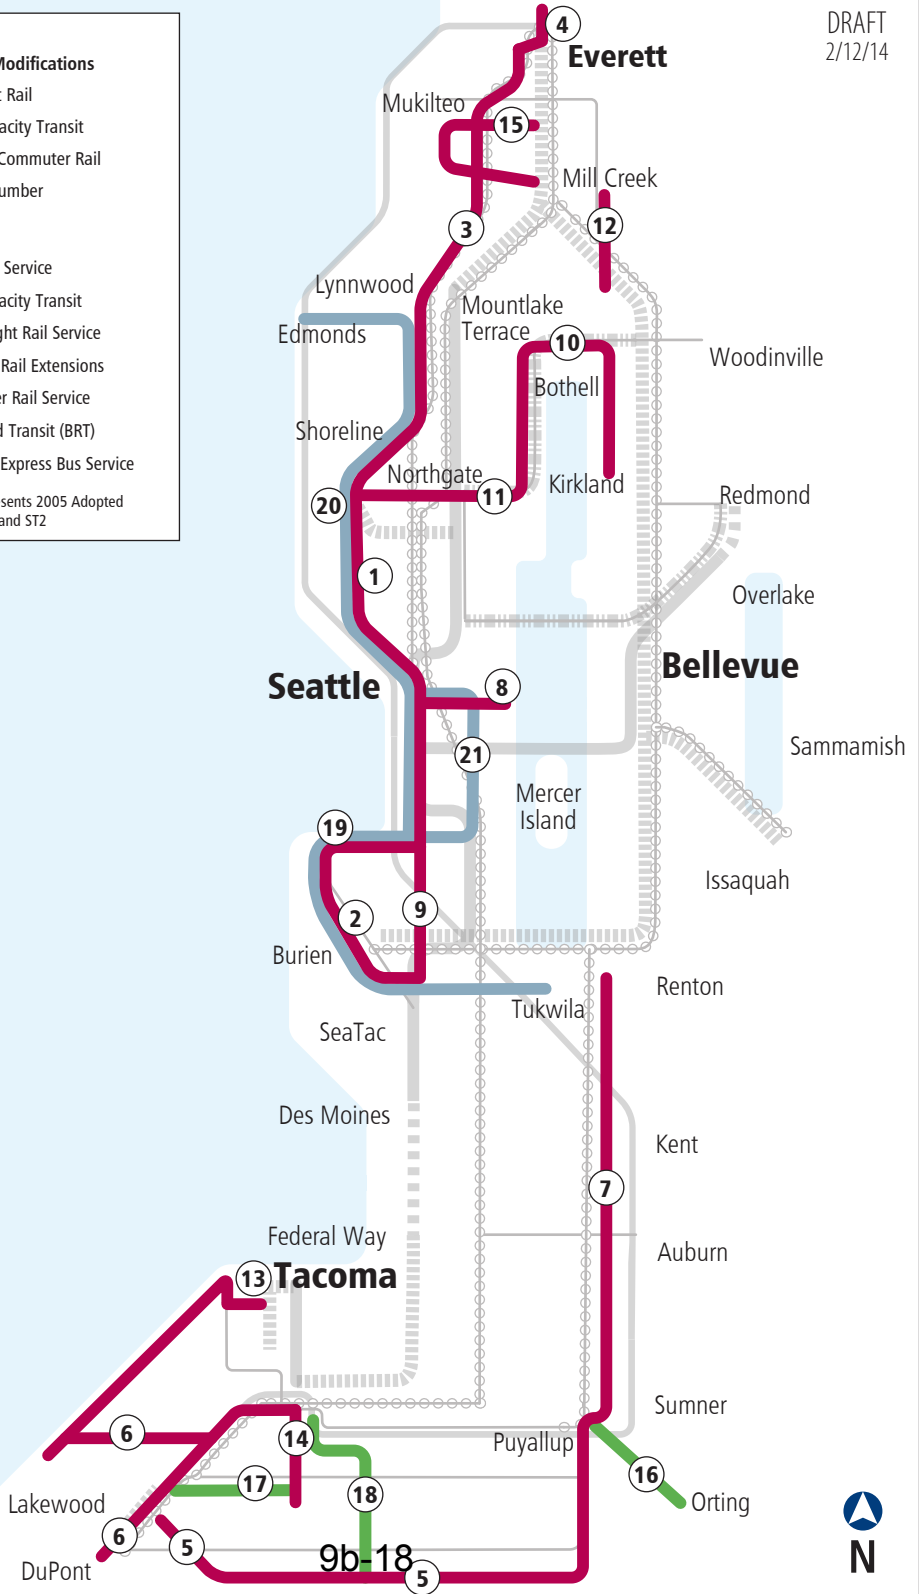 DRAFT
2/12/14
Modifications
Rail
acity Transit
Commuter Rail
umber
Service
acity Transit
ght Rail Service
Rail Extensions
er Rail Service
d Transit (BRT)
Express Bus Service
sents 2005 Adopted
and ST2
4
Everett
Mukilteo
15
Mill Creek
12
3
Lynnwood
Mountlake
Terrace
Edmonds
10
Woodinville
Bothell
Shoreline
Northgate
Kirkland
11
Redmond
20
1
Overlake
Bellevue
Seattle
8
21
Sammamish
Mercer
Island
19
Issaquah
2
9
Burien
Renton
Tukwila
SeaTac
Des Moines
Kent
7
Federal Way
Auburn
13
Tacoma
Sumner
6
14
Puyallup
16
17
18
Orting
Lakewood
6
5
9b-18
5
DuPont
N